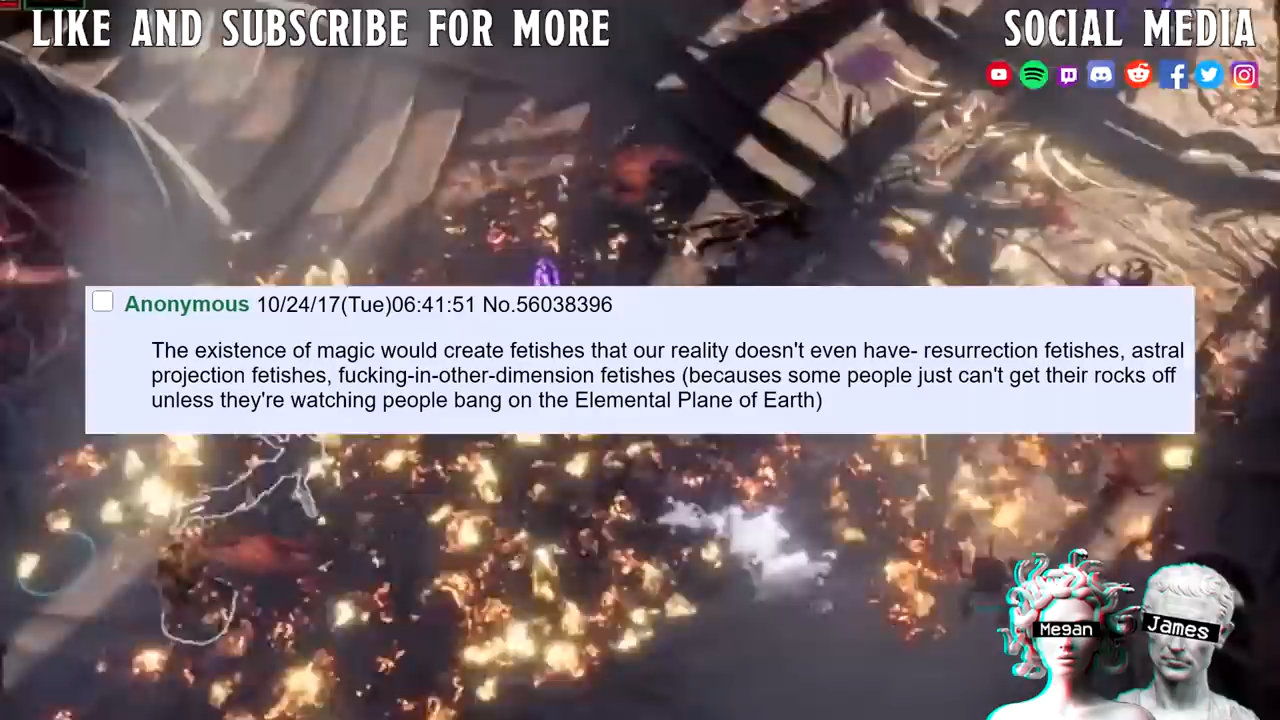 LIKE AND SUBSCRIBE FOR MORE
SOCIAL MEDIA
Anonymous 10/24/17(Tue)06:41:51 No.56038396
The existence of magic would create fetishes that our reality doesn't even have- resurrection fetishes, astral
projection fetishes, fucking-in-other-dimension fetishes (becauses some people just can't get their rocks off
unless they're watching people bang on the Elemental Plane of Earth)
Megan
James